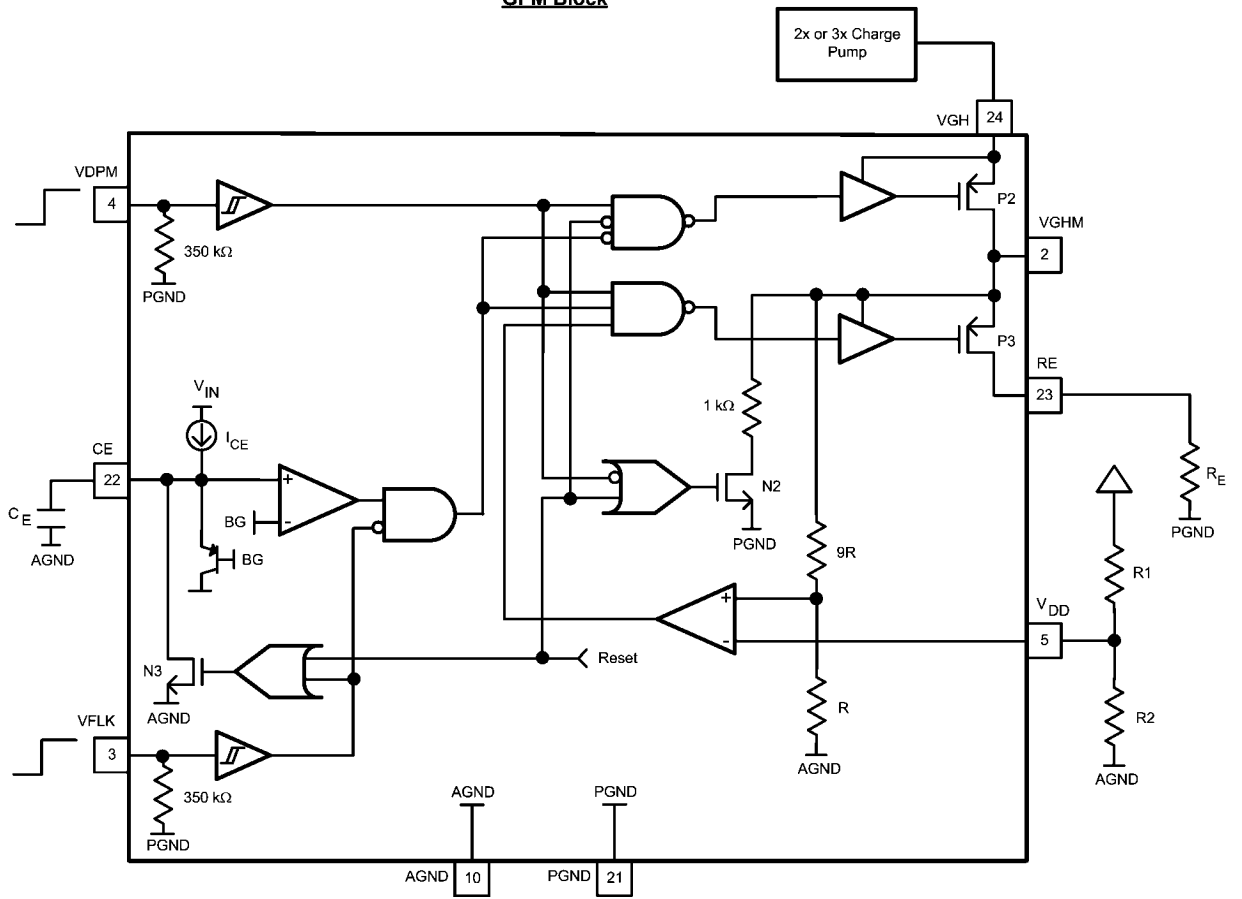 GPM Block
2x or 3x Charge
Pump
VGH
24
VDPM
4
350 kΩ
PGND
P2
VGHM
2
P3
RE
23
1 kΩ
V_IN
I_CE
CE
22
C_E
AGND
BG
BG
N2
PGND
9R
R_E
PGND
R1
V_DD
5
N3
AGND
Reset
R
AGND
R2
AGND
VFLK
3
350 kΩ
PGND
AGND
PGND
AGND
10
PGND
21